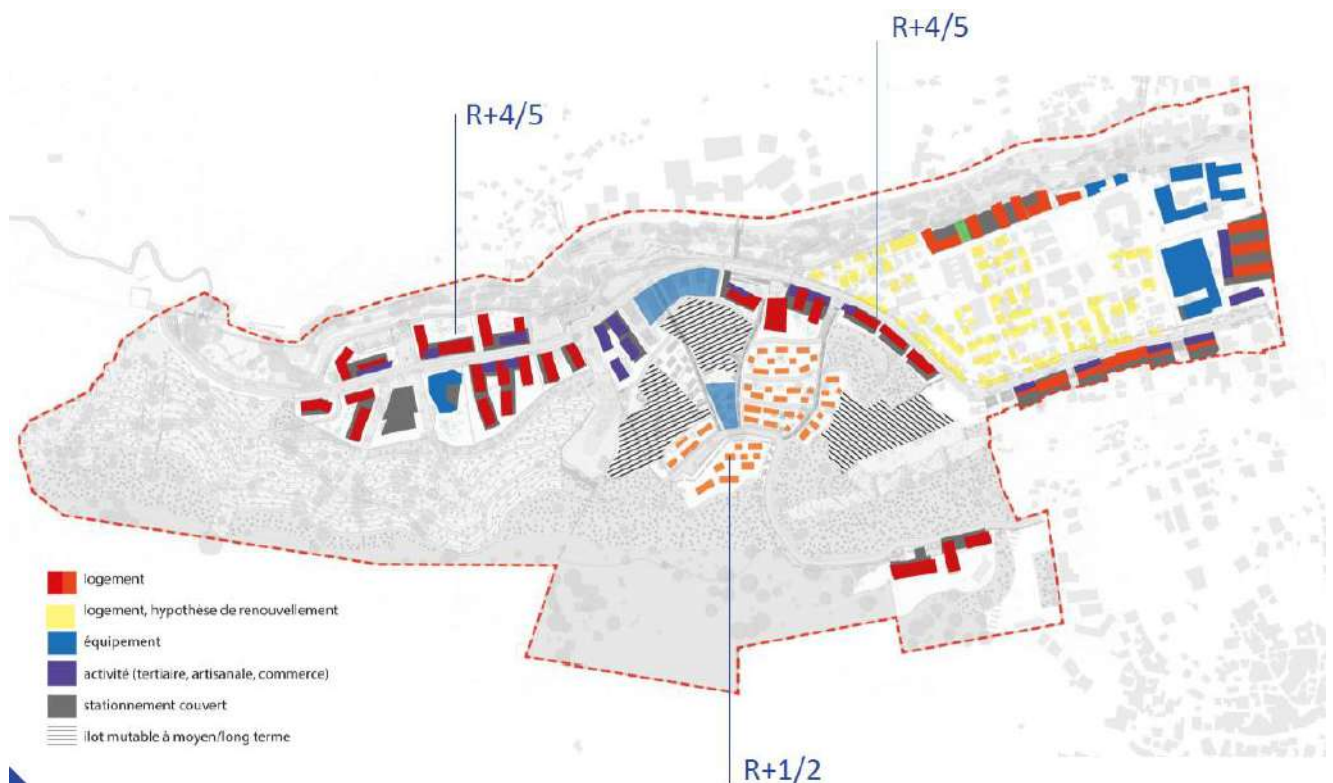 R+4/5
R+4/5
logement
logement, hypothèse de renouvellement
équipement
activité (tertiaire, artisanale, commerce)
stationnement couvert
îlot mutable à moyen/long terme
R+1/2